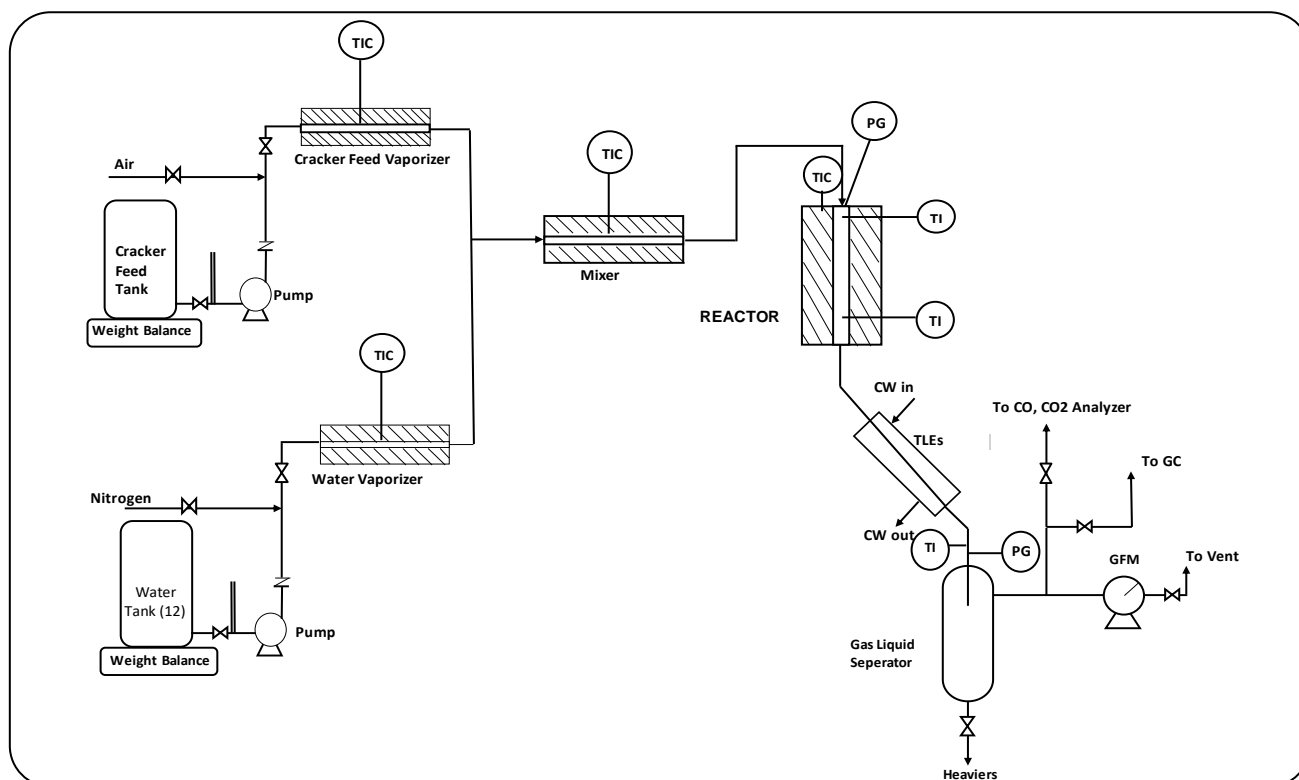 TIC
Cracker Feed Vaporizer
Air
Cracker
Feed
Tank
Pump
Weight Balance
TIC
Mixer
PG
TIC
TI
TI
REACTOR
TIC
Water Vaporizer
Nitrogen
Water
Tank (12)
Pump
Weight Balance
CW in
TLEs
CW out
TI
PG
To CO, CO2 Analyzer
To GC
GFM
To Vent
Gas Liquid
Seperator
Heaviers